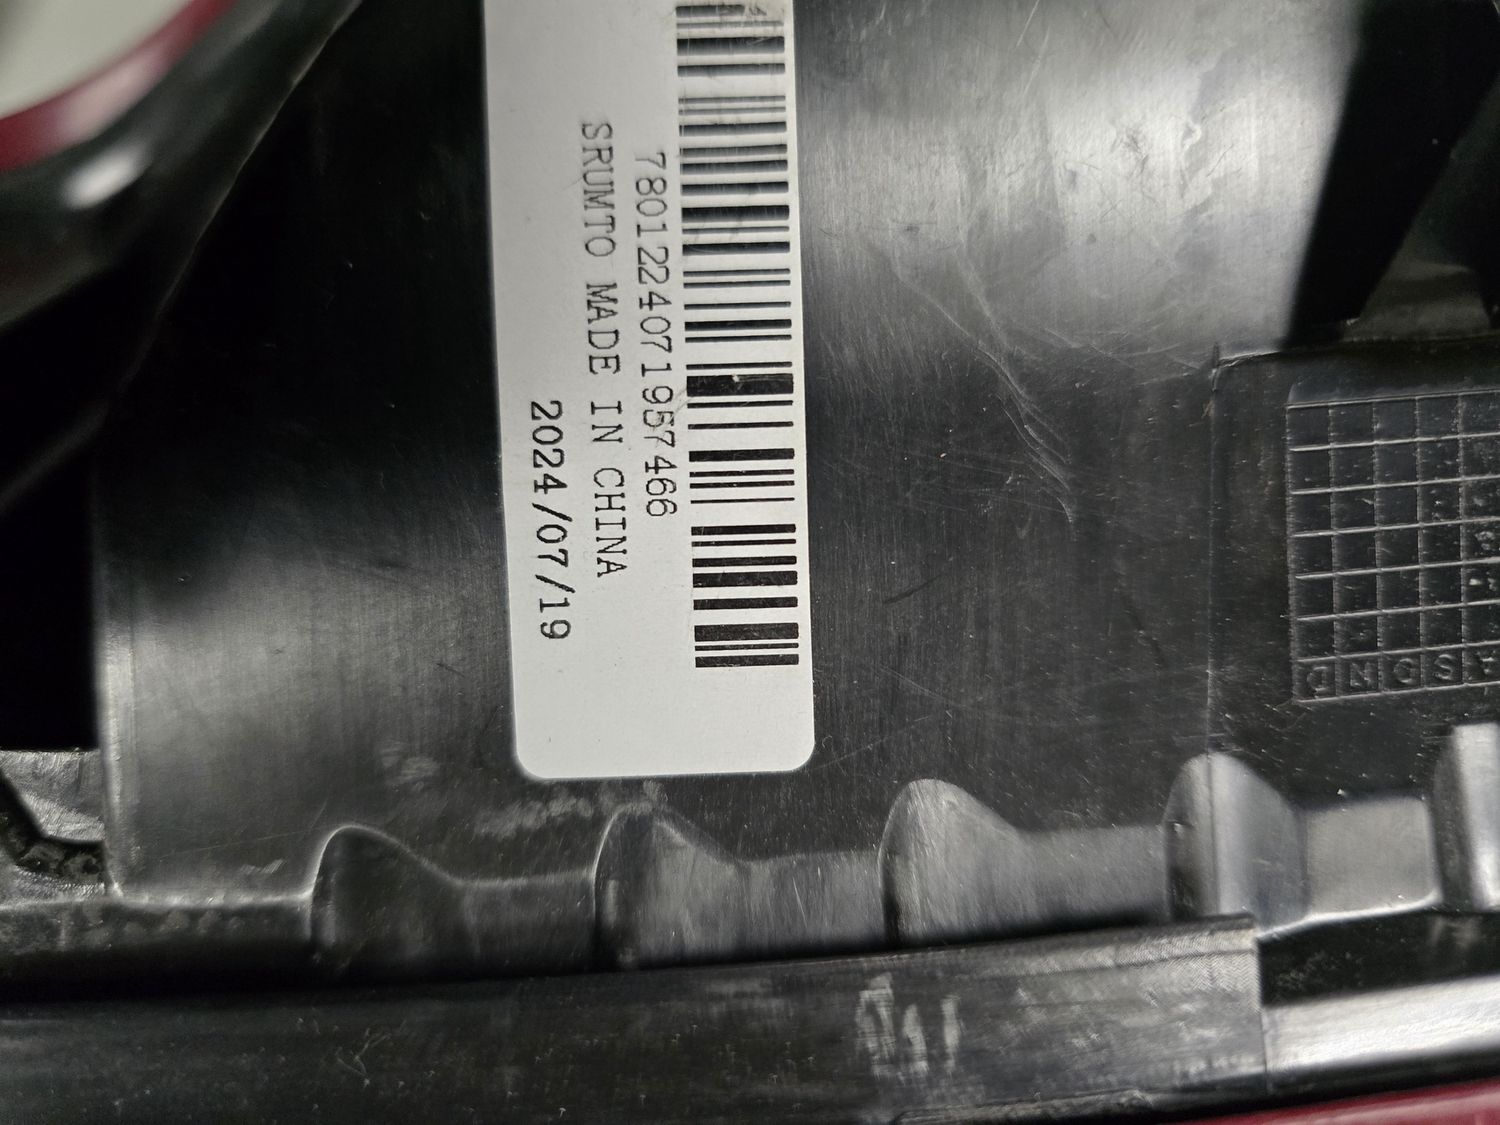 7801224071957466
SRUMTO MADE IN CHINA
2024/07/19
A S O N D